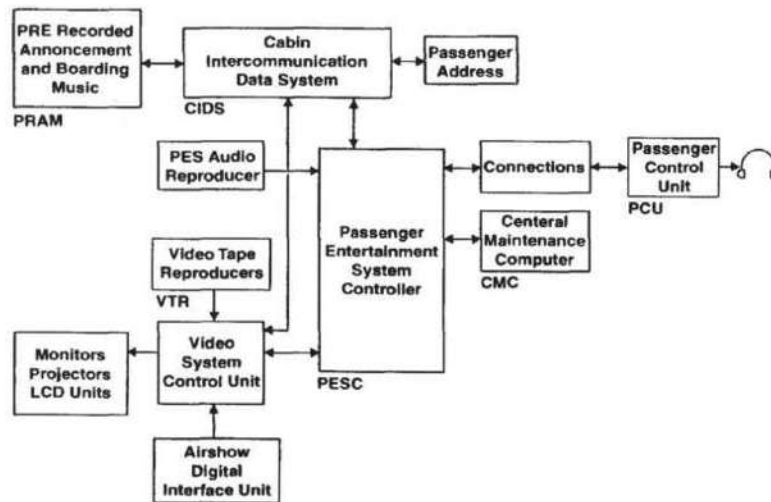 PRE Recorded
Annoncement
and Boarding
Music
PRAM
Cabin
Intercommunication
Data System
CIDS
Passenger
Address
PES Audio
Reproducer
Passenger
Entertainment
System
Controller
PESC
Connections
Passenger
Control
Unit
PCU
Centeral
Maintenance
Computer
CMC
Video Tape
Reproducers
VTR
Monitors
Projectors
LCD Units
Video
System
Control Unit
Airshow
Digital
Interface Unit